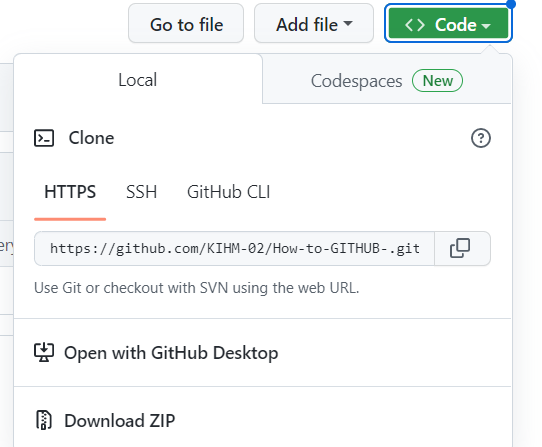 Go to file Add file <> Code
Local Codespaces New
Clone
HTTPS SSH GitHub CLI
https://github.com/KIHM-02/How-to-GITHUB-.git
Use Git or checkout with SVN using the web URL.
Open with GitHub Desktop
Download ZIP